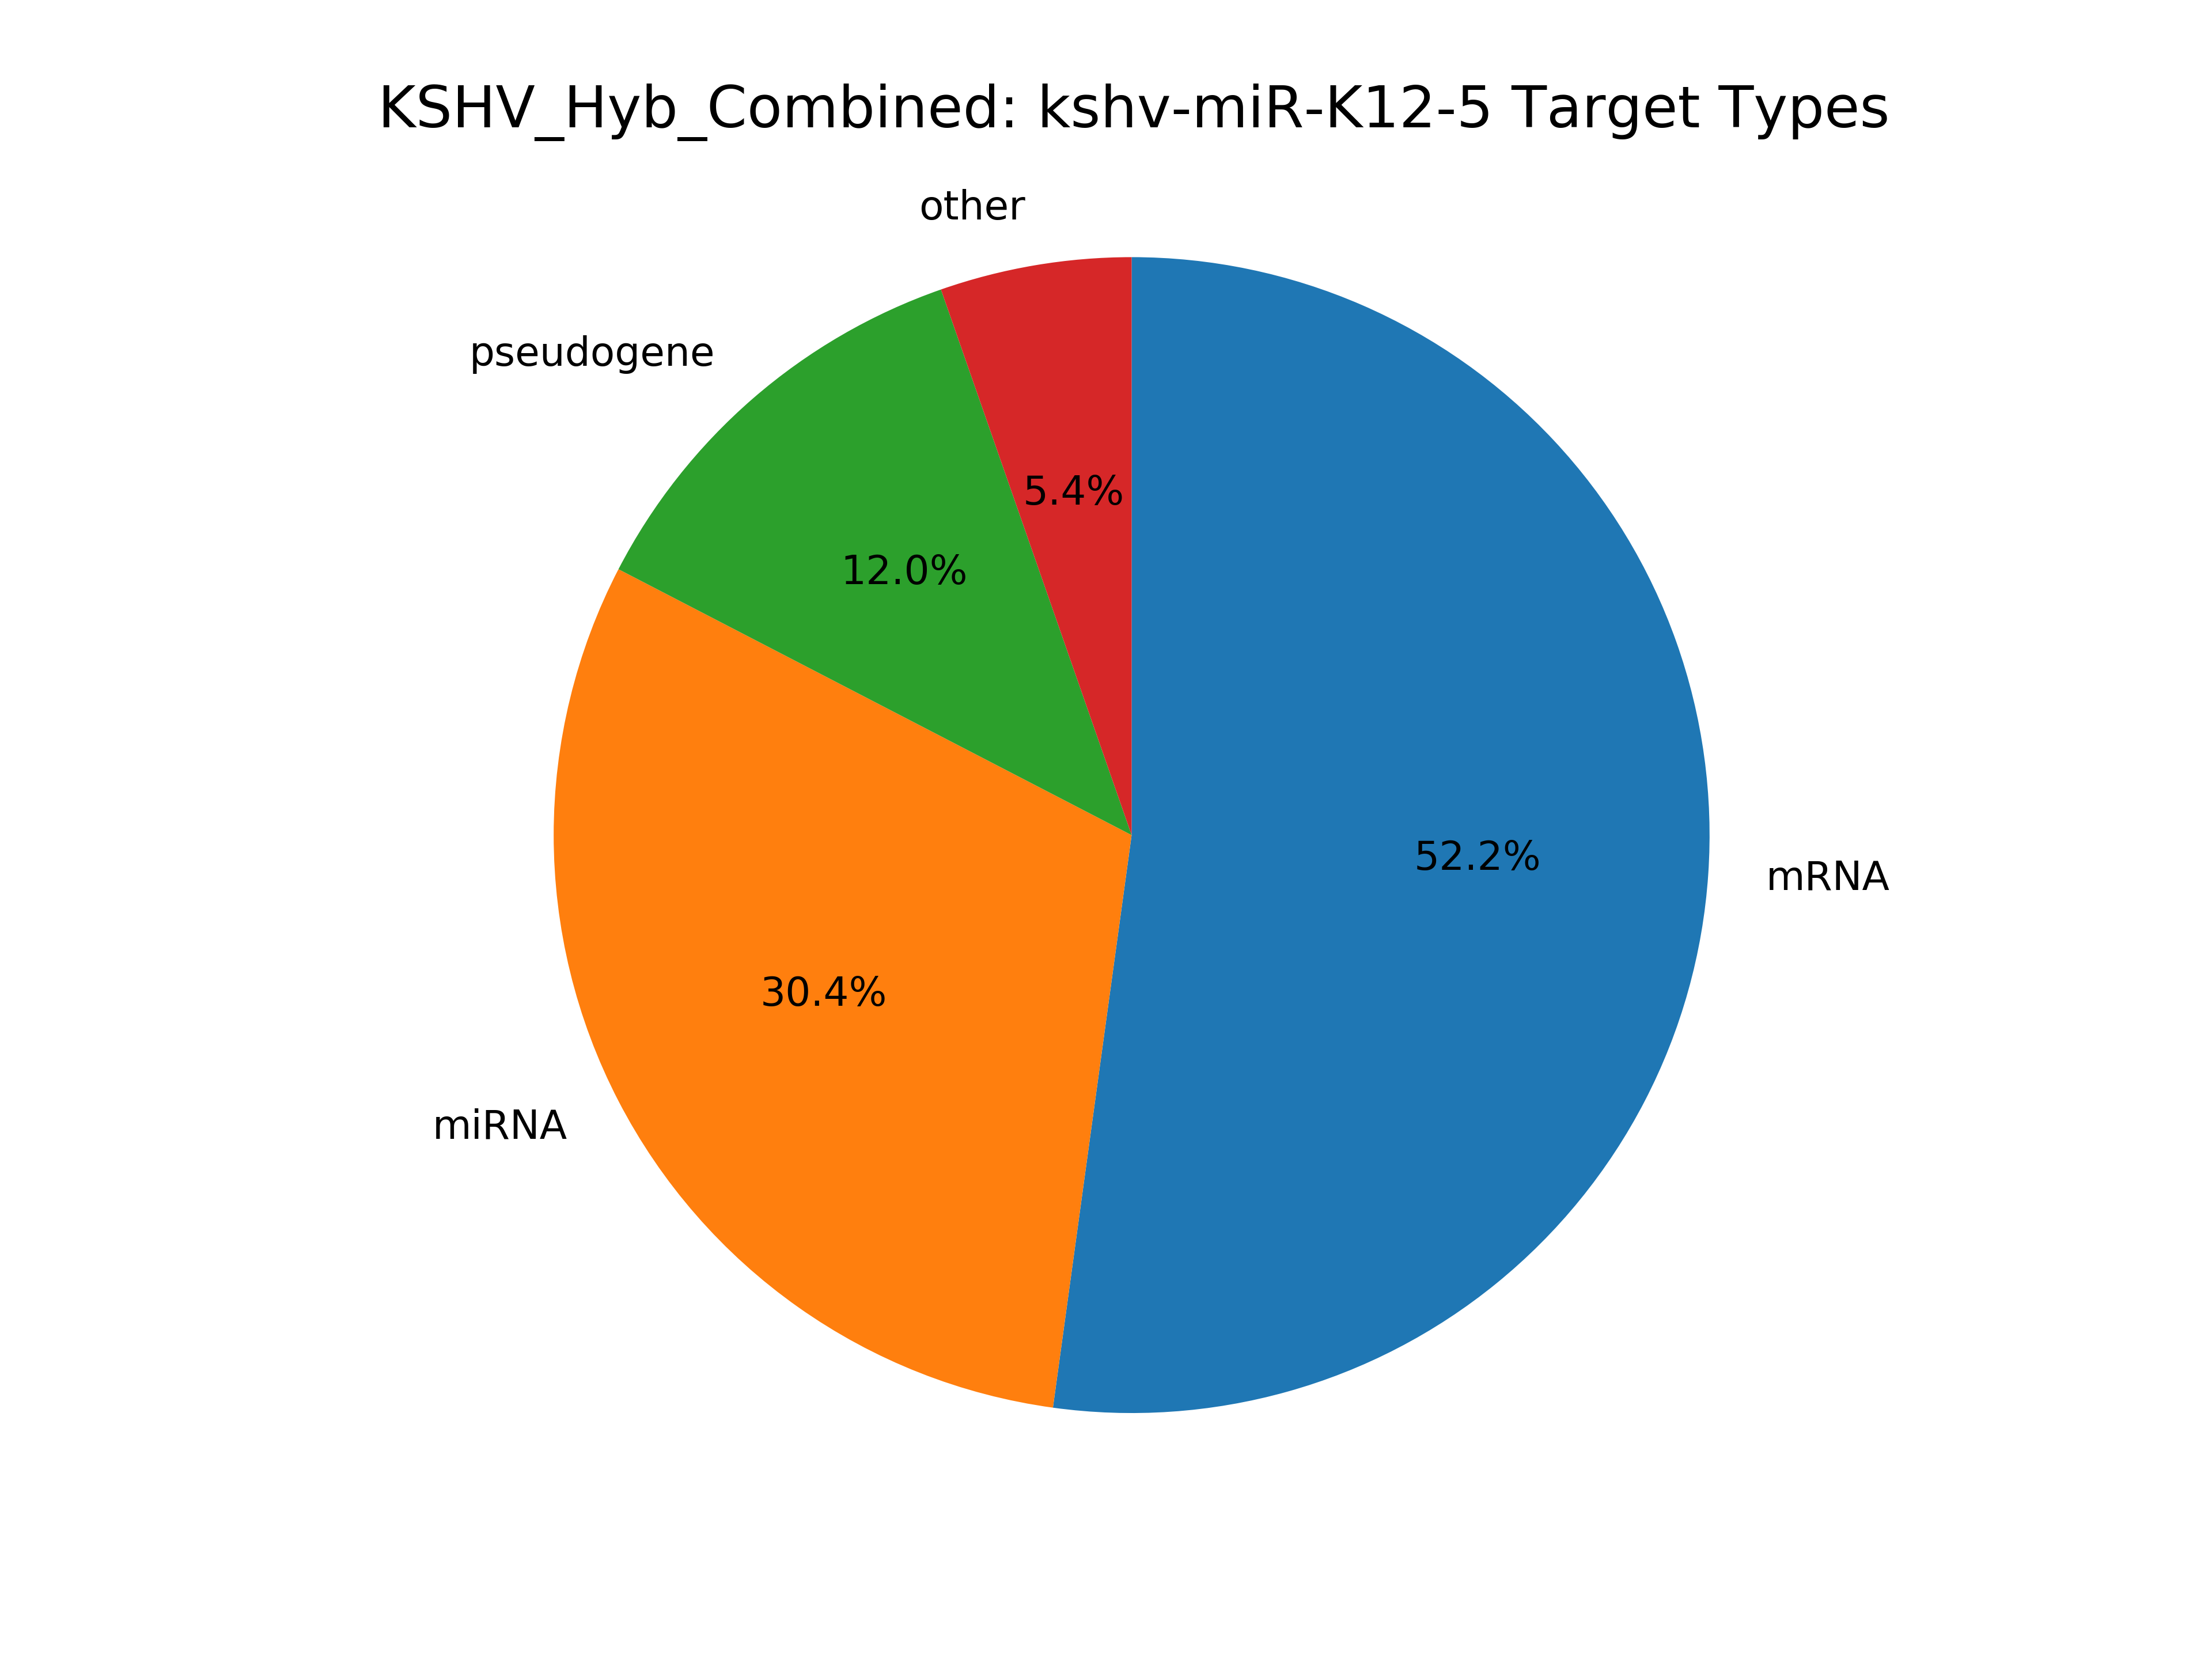 KSHV_Hyb_Combined: kshv-miR-K12-5 Target Types
other
pseudogene
5.4%
12.0%
52.2%
mRNA
30.4%
miRNA